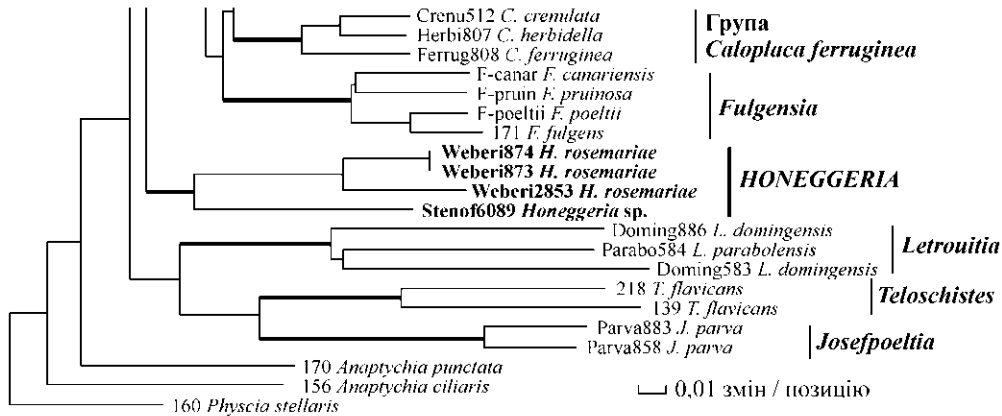 Crenu512 C. crenulata
Herbi807 C. herbidella
Ferrug808 C. ferruginea
Група
Caloplaca ferruginea
F-canar F. canariensis
F-pruin F. pruinosa
F-poeltii F. poeltii
171 F. fulgens
Fulgensia
Weberi874 H. rosemariae
Weberi873 H. rosemariae
Weberi2853 H. rosemariae
Stenof6089 Honeggeria sp.
HONEGGERIA
Doming886 L. domingensis
Parabo584 L. parabolensis
Doming583 L. domingensis
Letrouitia
218 T. flavicans
139 T. flavicans
Teloschistes
Parva883 J. parva
Parva858 J. parva
Josefpoeltia
170 Anaptychia punctata
156 Anaptychia ciliaris
160 Physcia stellaris
0,01 змін / позицію